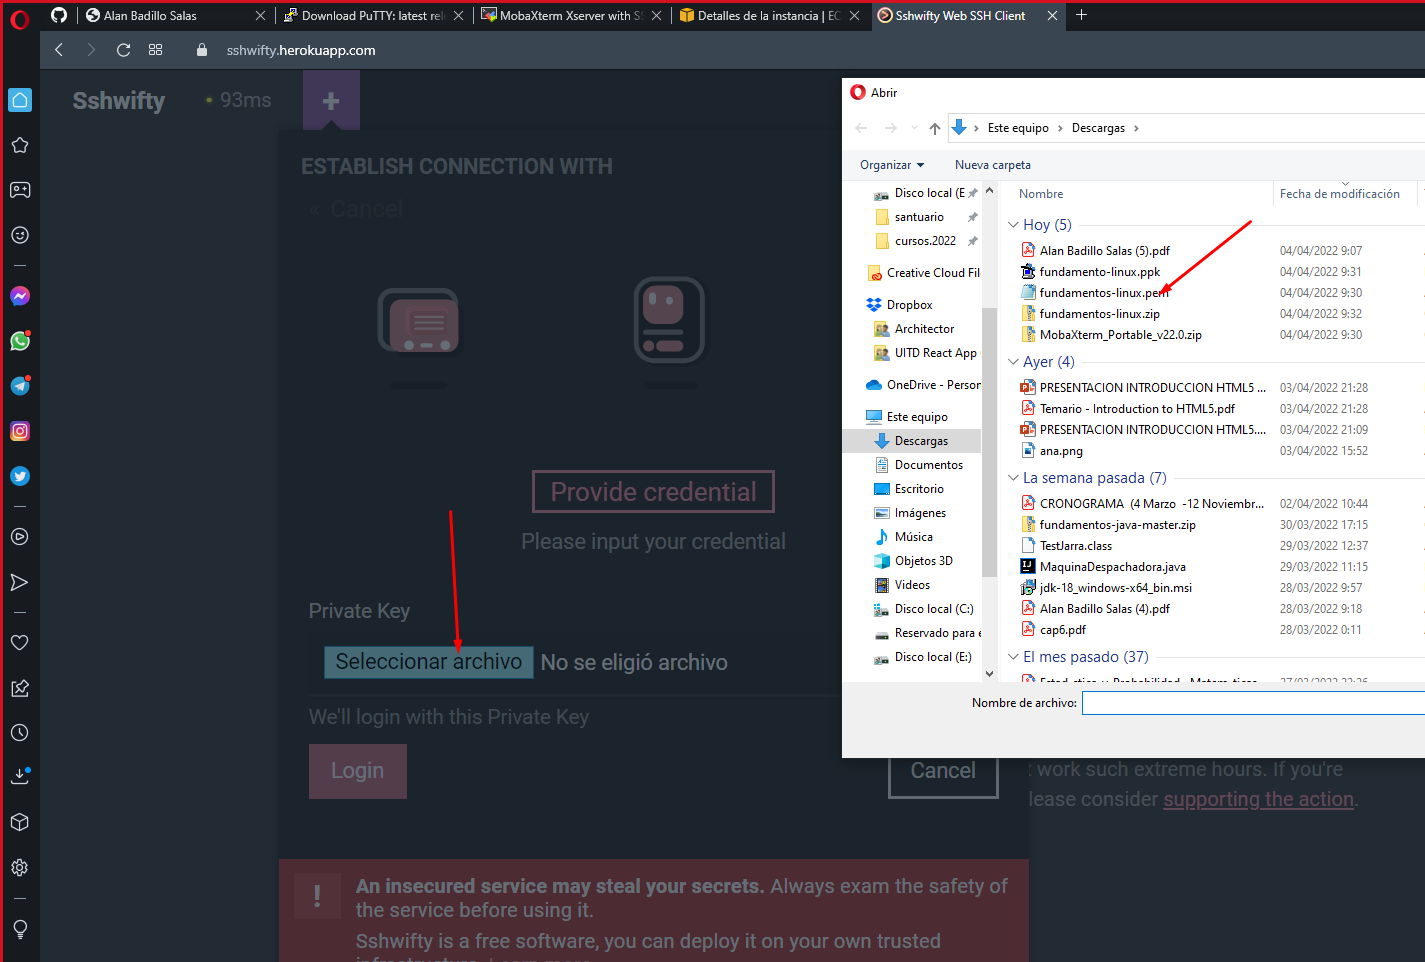 Alan Badillo Salas
Download PuTTY: latest rel
MobaXterm Xserver with SS
Detalles de la instancia | EC
Sshwifty Web SSH Client
sshwifty.herokuapp.com
Sshwifty
93ms
ESTABLISH CONNECTION WITH
« Cancel
Provide credential
Please input your credential
Private Key
Seleccionar archivo No se eligió archivo
We'll login with this Private Key
Login
Cancel
An insecured service may steal your secrets. Always exam the safety of
the service before using it.
Sshwifty is a free software, you can deploy it on your own trusted
work such extreme hours. If you're
lease consider supporting the action.
Abrir
Este equipo > Descargas >
Organizar
Nueva carpeta
Disco local (E
santuario
cursos.2022
Creative Cloud Fil
Dropbox
Architector
UITD React App
OneDrive - Person
Este equipo
Descargas
Documentos
Escritorio
Imágenes
Música
Objetos 3D
Videos
Disco local (C:)
Reservado para e
Disco local (E:)
Nombre
Fecha de modificación
Hoy (5)
Alan Badillo Salas (5).pdf 04/04/2022 9:07
fundamento-linux.ppk 04/04/2022 9:31
fundamentos-linux.pem 04/04/2022 9:30
fundamentos-linux.zip 04/04/2022 9:32
MobaXterm_Portable_v22.0.zip 04/04/2022 9:30
Ayer (4)
PRESENTACION INTRODUCCION HTML5 ... 03/04/2022 21:28
Temario - Introduction to HTML5.pdf 03/04/2022 21:28
PRESENTACION INTRODUCCION HTML5.... 03/04/2022 21:09
ana.png 03/04/2022 15:52
La semana pasada (7)
CRONOGRAMA (4 Marzo -12 Noviembre... 02/04/2022 10:44
fundamentos-java-master.zip 30/03/2022 17:15
TestJarra.class 29/03/2022 12:37
MaquinaDespachadora.java 29/03/2022 11:15
jdk-18_windows-x64_bin.msi 28/03/2022 9:57
Alan Badillo Salas (4).pdf 28/03/2022 9:18
cap6.pdf 28/03/2022 0:11
El mes pasado (37)
Nombre de archivo: